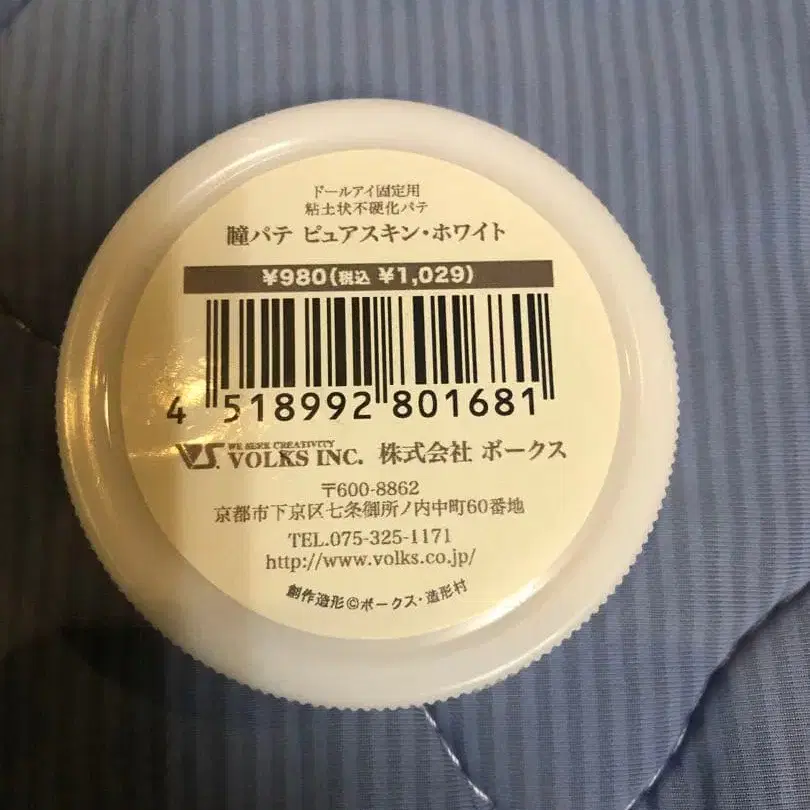 ドールアイ固定用
粘土状不硬化パテ
瞳パテ ピュアスキン・ホワイト
¥980(税込 ¥1,029)
4 518992 801681
VS. WE SEEK CREATIVITY
VOLKS INC. 株式会社 ボークス
〒600-8862
京都市下京区七条御所ノ内中町60番地
TEL.075-325-1171
http://www.volks.co.jp/
創作造形©ボークス・造形村